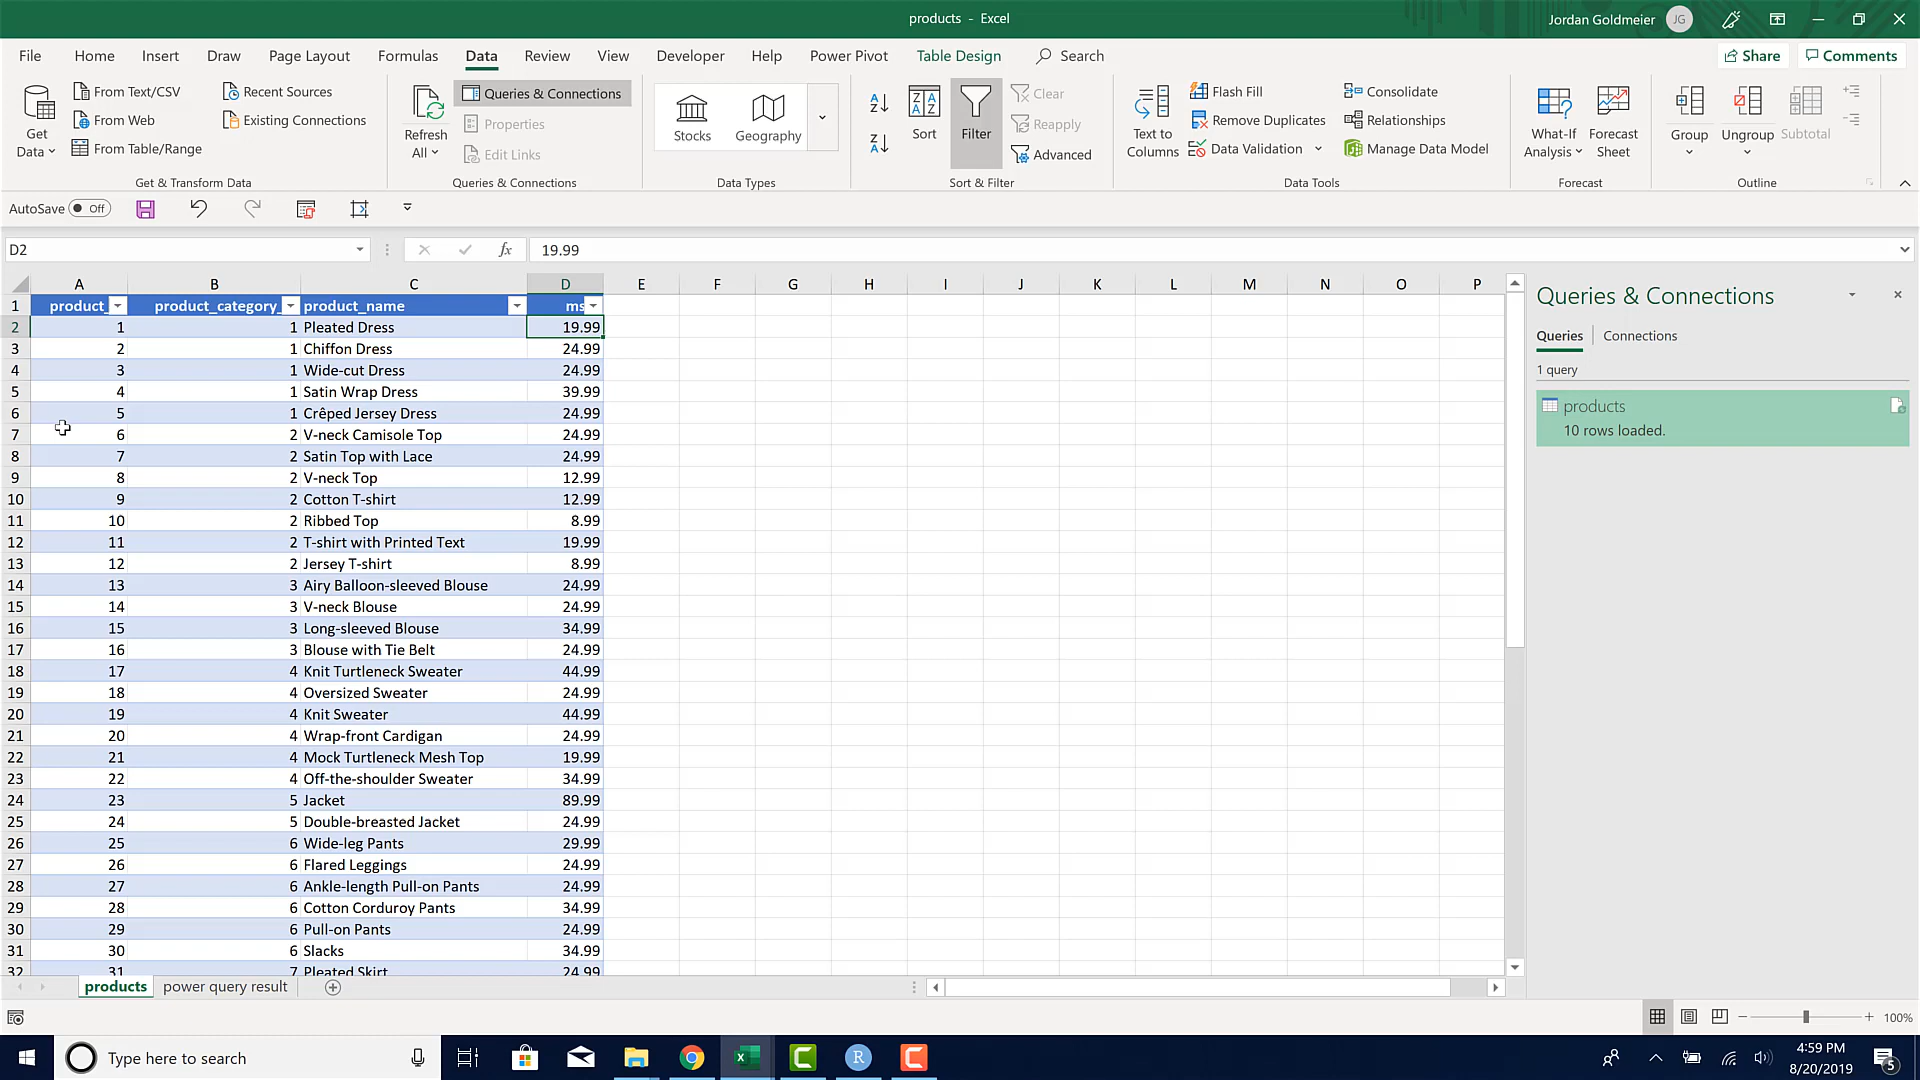 products - Excel
Jordan Goldmeier JG
File Home Insert Draw Page Layout Formulas Data Review View Developer Help Power Pivot Table Design Search Share Comments
Get Data
From Text/CSV
From Web
From Table/Range
Recent Sources
Existing Connections
Get & Transform Data
Refresh All
Queries & Connections
Properties
Edit Links
Queries & Connections
Stocks Geography
Data Types
Sort Filter
Clear
Reapply
Advanced
Sort & Filter
Text to Columns
Flash Fill
Remove Duplicates
Data Validation
Consolidate
Relationships
Manage Data Model
Data Tools
What-If Analysis
Forecast Sheet
Forecast
Group Ungroup Subtotal
Outline
AutoSave Off
D2 fx 19.99
A B C D E F G H I J K L M N O P
1 product_ product_category_ product_name ms
2 1 1 Pleated Dress 19.99
3 2 1 Chiffon Dress 24.99
4 3 1 Wide-cut Dress 24.99
5 4 1 Satin Wrap Dress 39.99
6 5 1 Crêped Jersey Dress 24.99
7 6 2 V-neck Camisole Top 24.99
8 7 2 Satin Top with Lace 24.99
9 8 2 V-neck Top 12.99
10 9 2 Cotton T-shirt 12.99
11 10 2 Ribbed Top 8.99
12 11 2 T-shirt with Printed Text 19.99
13 12 2 Jersey T-shirt 8.99
14 13 3 Airy Balloon-sleeved Blouse 24.99
15 14 3 V-neck Blouse 24.99
16 15 3 Long-sleeved Blouse 34.99
17 16 3 Blouse with Tie Belt 24.99
18 17 4 Knit Turtleneck Sweater 44.99
19 18 4 Oversized Sweater 24.99
20 19 4 Knit Sweater 44.99
21 20 4 Wrap-front Cardigan 24.99
22 21 4 Mock Turtleneck Mesh Top 19.99
23 22 4 Off-the-shoulder Sweater 34.99
24 23 5 Jacket 89.99
25 24 5 Double-breasted Jacket 24.99
26 25 6 Wide-leg Pants 29.99
27 26 6 Flared Leggings 24.99
28 27 6 Ankle-length Pull-on Pants 24.99
29 28 6 Cotton Corduroy Pants 34.99
30 29 6 Pull-on Pants 24.99
31 30 6 Slacks 34.99
32 31 7 Pleated Skirt 24.99
Queries & Connections
Queries Connections
1 query
products
10 rows loaded.
products power query result
100%
Type here to search
4:59 PM
8/20/2019
5